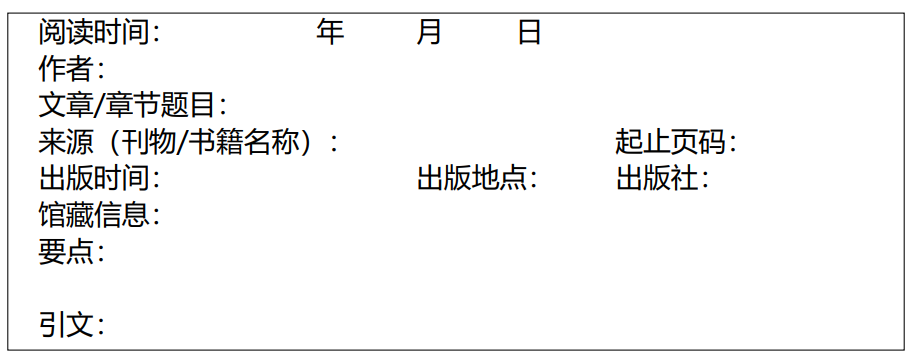 阅读时间： 年 月 日
作者：
文章/章节题目：
来源（刊物/书籍名称）： 起止页码：
出版时间： 出版地点： 出版社：
馆藏信息：
要点：
引文：